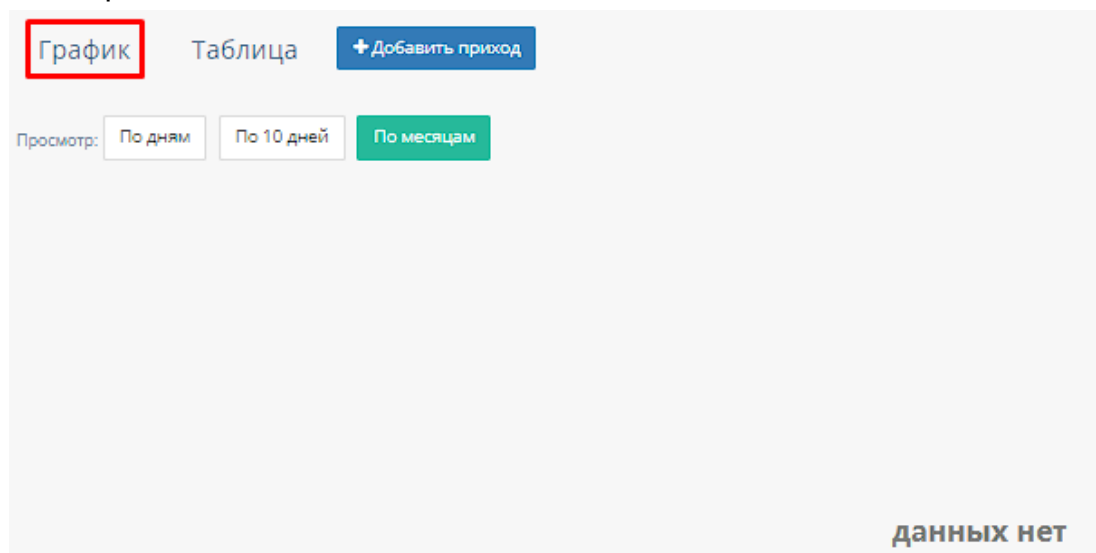 График Таблица +Добавить приход
Просмотр: По дням По 10 дней По месяцам
данных нет